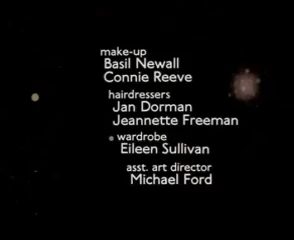 make-up
Basil Newall
Connie Reeve
hairdressers
Jan Dorman
Jeannette Freeman
wardrobe
Eileen Sullivan
asst. art director
Michael Ford